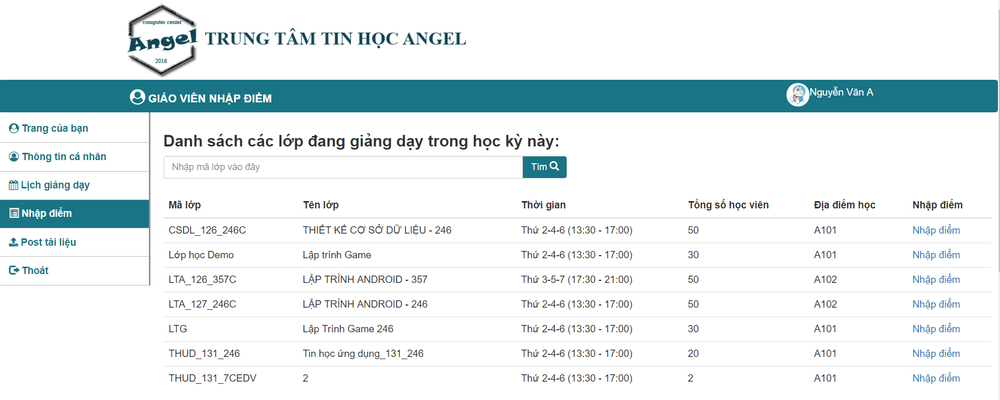 computer center
Angel
2016
TRUNG TÂM TIN HỌC ANGEL
GIÁO VIÊN NHẬP ĐIỂM
Nguyễn Văn A
Trang của bạn
Thông tin cá nhân
Lịch giảng dạy
Nhập điểm
Post tài liệu
Thoát
Danh sách các lớp đang giảng dạy trong học kỳ này:
Nhập mã lớp vào đây
Tìm
Mã lớp Tên lớp Thời gian Tổng số học viên Địa điểm học Nhập điểm
CSDL_126_246C THIẾT KẾ CƠ SỞ DỮ LIỆU - 246 Thứ 2-4-6 (13:30 - 17:00) 50 A101 Nhập điểm
Lớp học Demo Lập trình Game Thứ 2-4-6 (13:30 - 17:00) 30 A101 Nhập điểm
LTA_126_357C LẬP TRÌNH ANDROID - 357 Thứ 3-5-7 (17:30 - 21:00) 50 A102 Nhập điểm
LTA_127_246C LẬP TRÌNH ANDROID - 246 Thứ 2-4-6 (13:30 - 17:00) 50 A102 Nhập điểm
LTG Lập Trình Game 246 Thứ 2-4-6 (13:30 - 17:00) 30 A101 Nhập điểm
THUD_131_246 Tin học ứng dụng_131_246 Thứ 2-4-6 (13:30 - 17:00) 20 A101 Nhập điểm
THUD_131_7CEDV 2 Thứ 2-4-6 (13:30 - 17:00) 2 A101 Nhập điểm